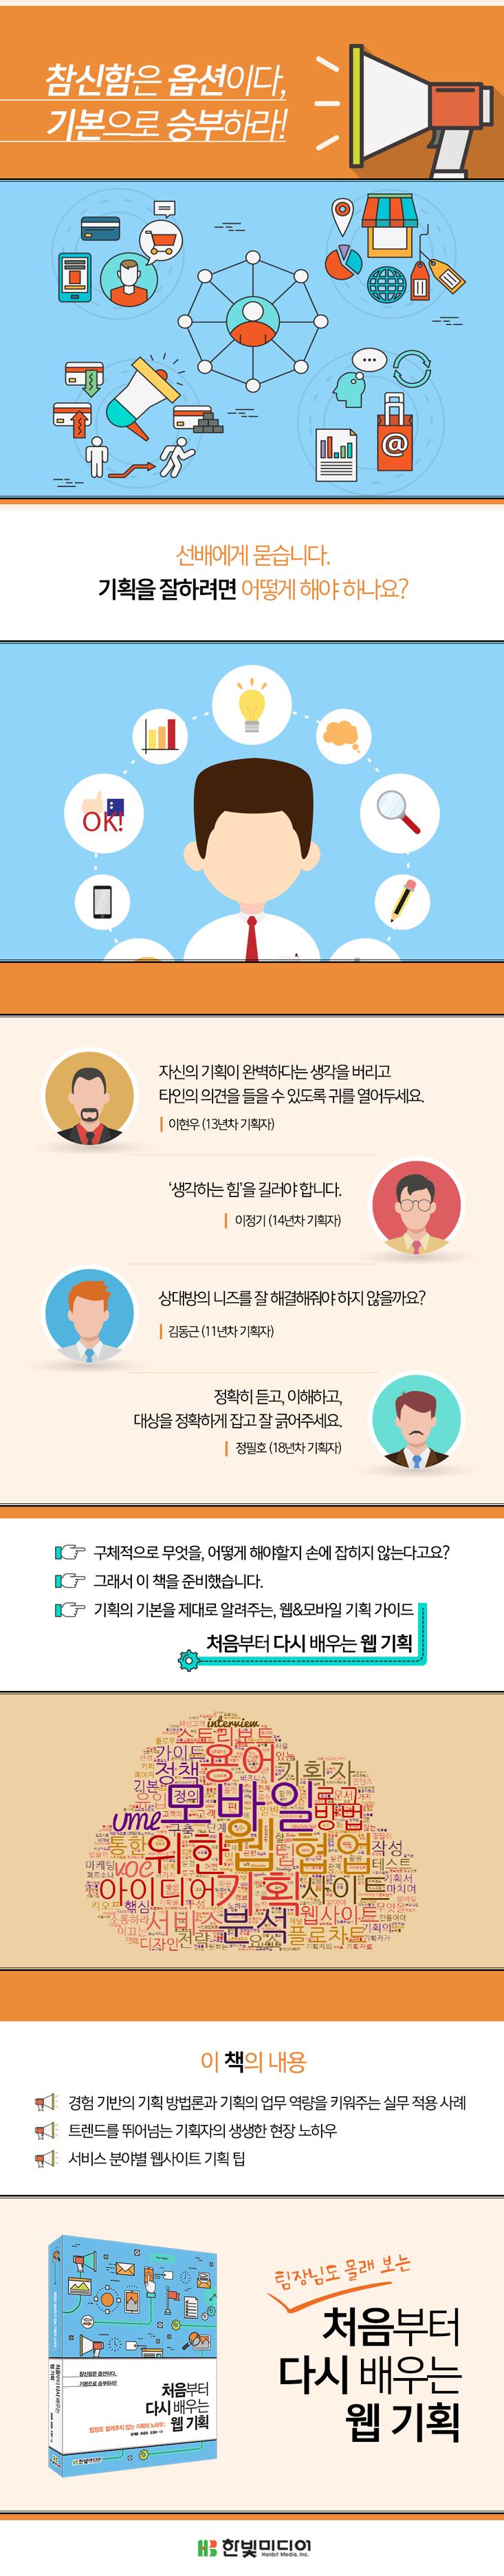 참신함은 옵션이다,
기본으로 승부하라!
@
선배에게 묻습니다.
기획을 잘하려면 어떻게 해야 하나요?
OK!
자신의 기획이 완벽하다는 생각을 버리고
타인의 의견을 들을 수 있도록 귀를 열어두세요.
이현우 (13년차 기획자)
‘생각하는 힘’을 길러야 합니다.
이정기 (14년차 기획자)
상대방의 니즈를 잘 해결해줘야 하지 않을까요?
김동근 (11년차 기획자)
정확히 듣고, 이해하고,
대상을 정확하게 잡고 잘 긁어주세요.
정필호 (18년차 기획자)
구체적으로 무엇을, 어떻게 해야할지 손에 잡히지 않는다고요?
그래서 이 책을 준비했습니다.
기획의 기본을 제대로 알려주는, 웹&모바일 기획 가이드
처음부터 다시 배우는 웹 기획
interview
스토리보드
가이드 용어
정책 기획자
기본
정의 모바일
방법
통한 위한 웹 협업 작성
마케팅 voc 테스트
아이디어 기획 사이트
핵심 서비스 분석 웹사이트
디자인 전략 플로차트
이 책의 내용
경험 기반의 기획 방법론과 기획의 업무 역량을 키워주는 실무 적용 사례
트렌드를 뛰어넘는 기획자의 생생한 현장 노하우
서비스 분야별 웹사이트 기획 팁
참신함은 옵션이다,
기본으로 승부하라!
처음부터
다시 배우는
웹 기획
한빛미디어
팀장님도 몰래 보는
처음부터
다시 배우는
웹 기획
한빛미디어
Hanbit Media, Inc.